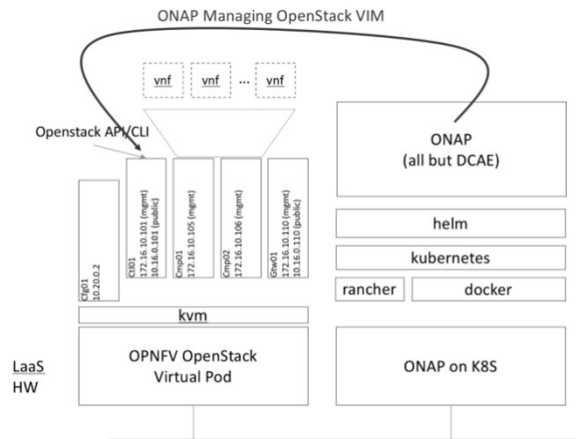 ONAP Managing OpenStack VIM
vnf
vnf
...
vnf
Openstack API/CLI
ONAP
(all but DCAE)
Cfg01
10.20.0.2
Ctl01
172.16.10.101 (mgmt)
10.16.0.101 (public)
Cmp01
172.16.10.105 (mgmt)
Cmp02
172.16.10.106 (mgmt)
Gtw01
172.16.10.110 (mgmt)
10.16.0.110 (public)
helm
kubernetes
rancher
docker
kvm
OPNFV OpenStack
Virtual Pod
ONAP on K8S
LaaS
HW